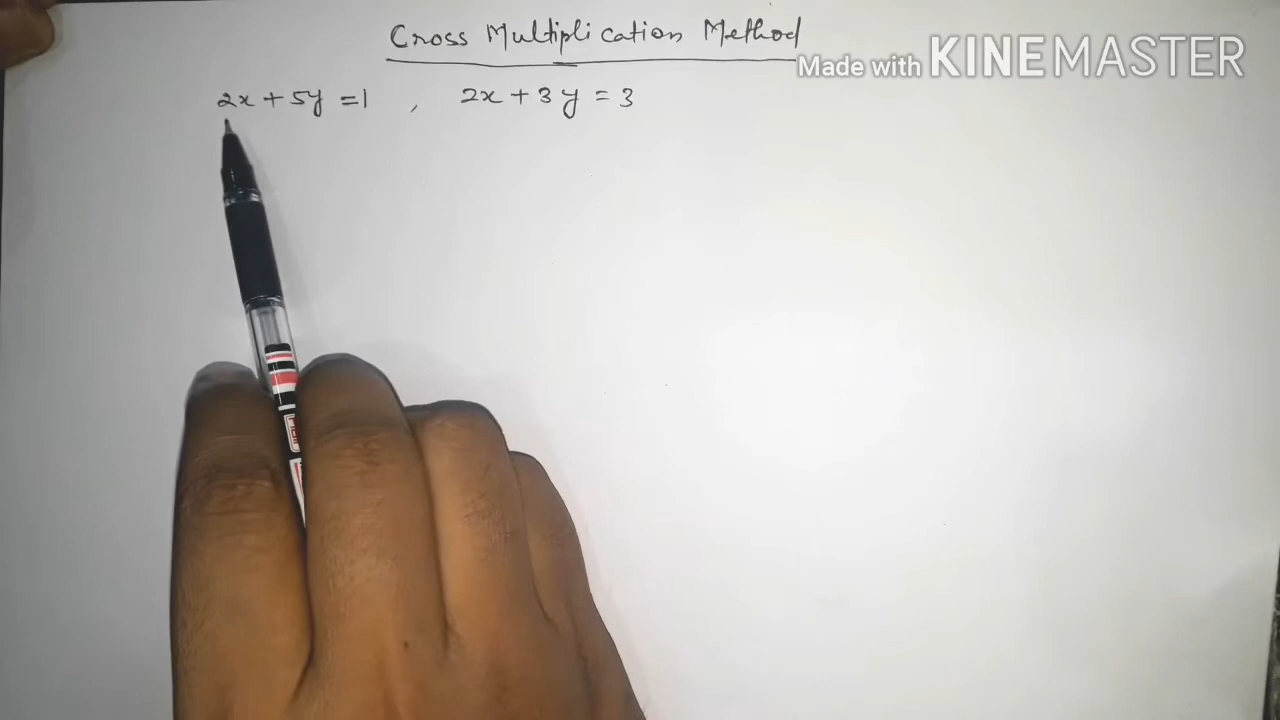 Cross Multiplication Method
Made with KINEMASTER
2x + 5y = 1 , 2x + 3y = 3